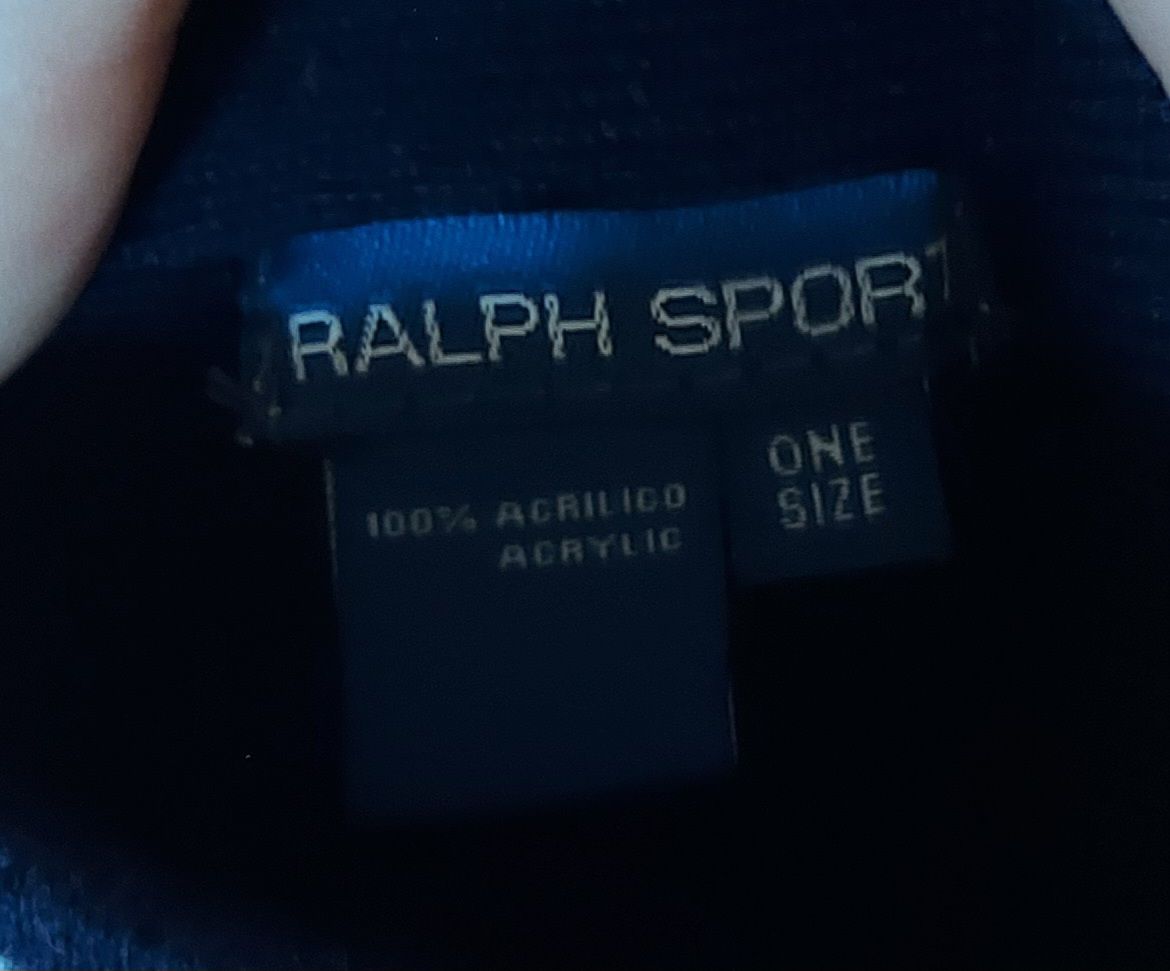 RALPH SPORT
ONE
SIZE
100% ACRILICO
ACRYLIC